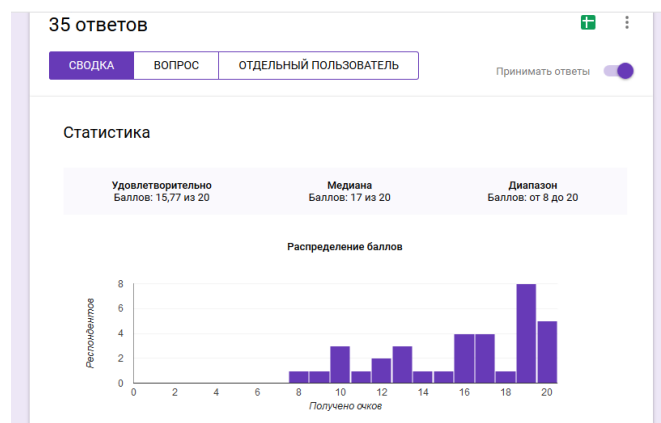 35 ответов
СВОДКА ВОПРОС ОТДЕЛЬНЫЙ ПОЛЬЗОВАТЕЛЬ
Принимать ответы
Статистика
Удовлетворительно Медиана Диапазон
Баллов: 15,77 из 20 Баллов: 17 из 20 Баллов: от 8 до 20
Распределение баллов
Респондентов
8
6
4
2
0
0 2 4 6 8 10 12 14 16 18 20
Получено очков